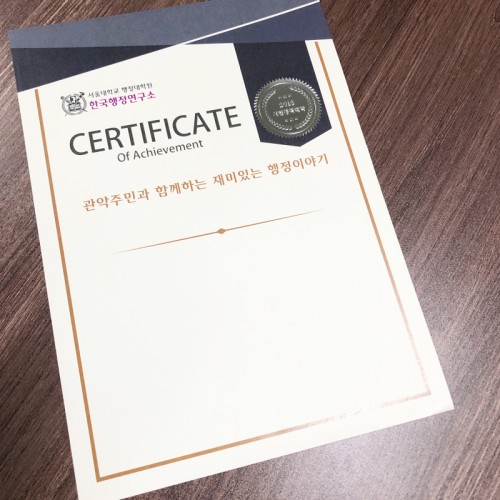 서울대학교 행정대학원
한국행정연구소
CERTIFICATE
Of Achievement
관악주민과 함께하는 재미있는 행정이야기